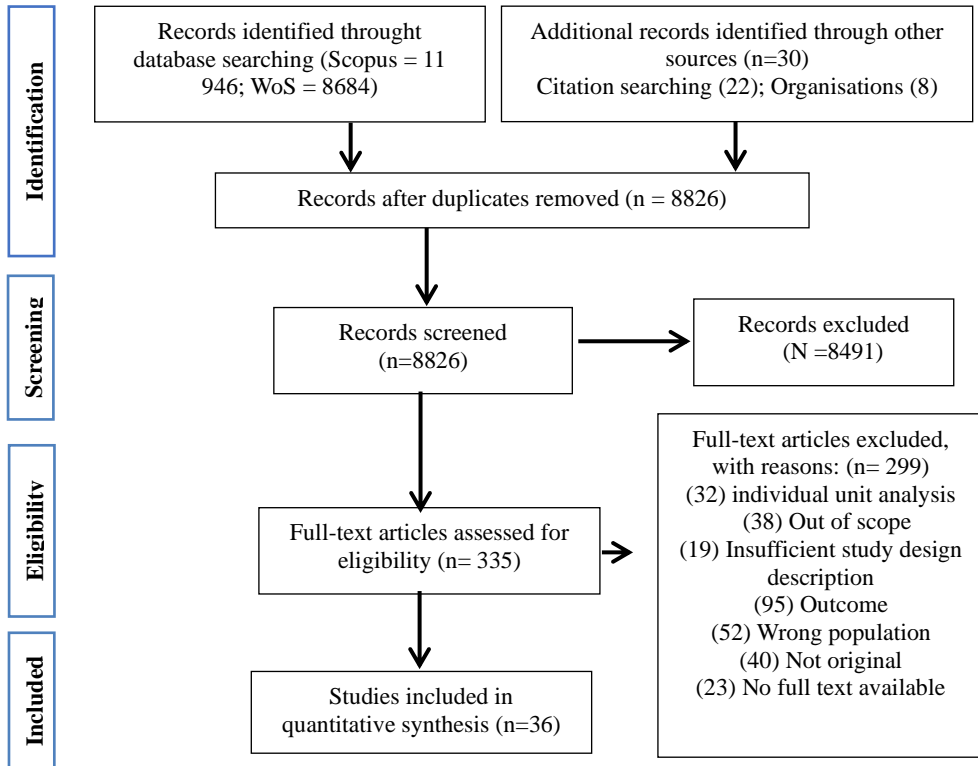 Identification
Records identified throught
database searching (Scopus = 11
946; WoS = 8684)
Additional records identified through other
sources (n=30)
Citation searching (22); Organisations (8)
Records after duplicates removed (n = 8826)
Screening
Records screened
(n=8826)
Records excluded
(N =8491)
Eligibility
Full-text articles assessed for
eligibility (n= 335)
Full-text articles excluded,
with reasons: (n= 299)
(32) individual unit analysis
(38) Out of scope
(19) Insufficient study design
description
(95) Outcome
(52) Wrong population
(40) Not original
(23) No full text available
Included
Studies included in
quantitative synthesis (n=36)